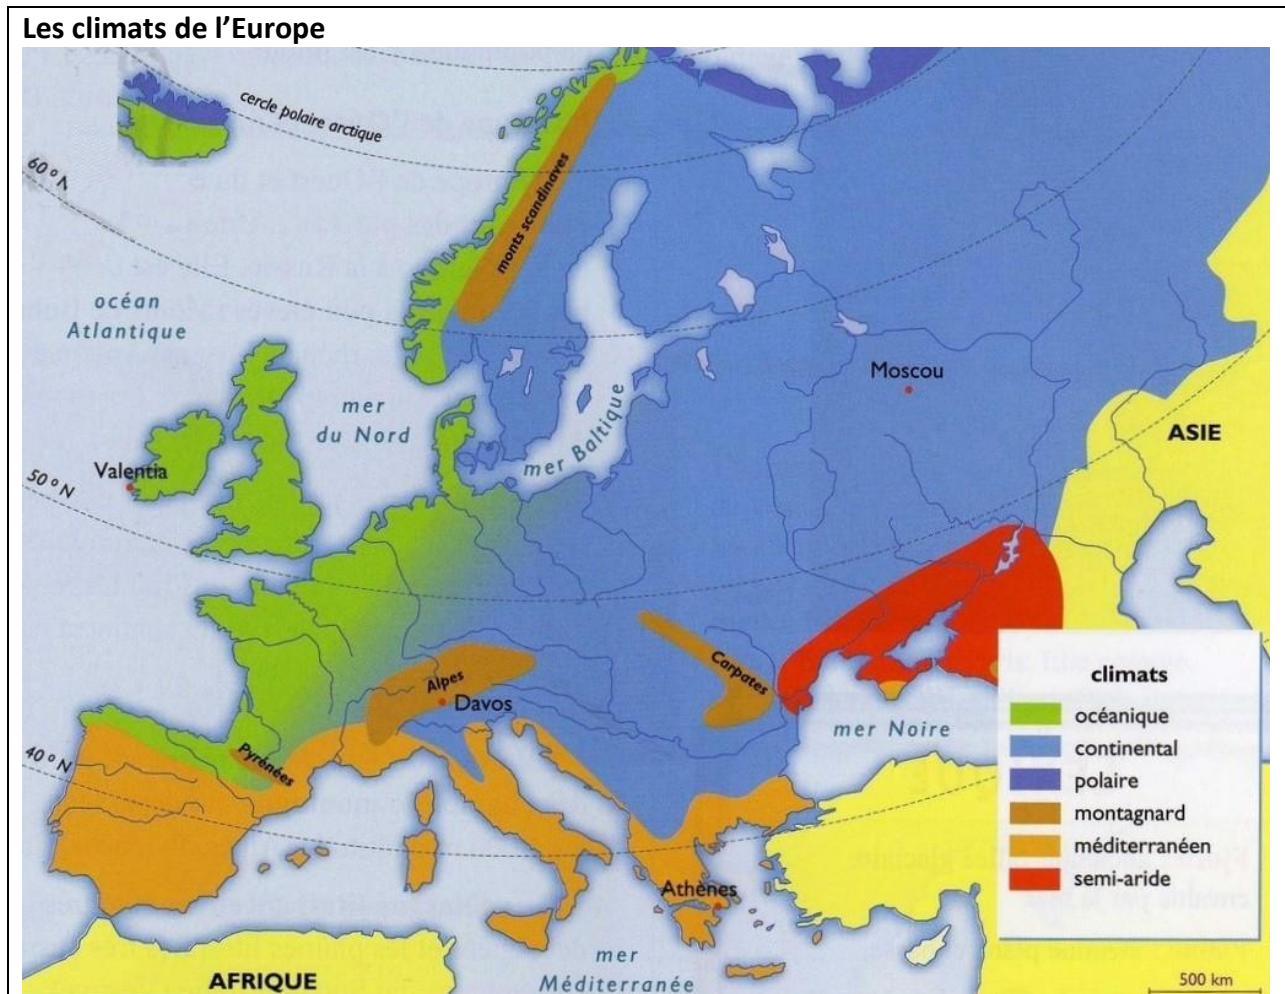 Les climats de l’Europe
cercle polaire arctique
60° N
monts scandinaves
océan
Atlantique
Moscou
mer
du Nord
mer Baltique
ASIE
Valentia
50° N
climats
Carpates
Alpes
Davos
océanique
mer Noire
continental
40° N
Pyrénées
polaire
montagnard
méditerranéen
semi-aride
Athènes
mer
Méditerranée
AFRIQUE
500 km